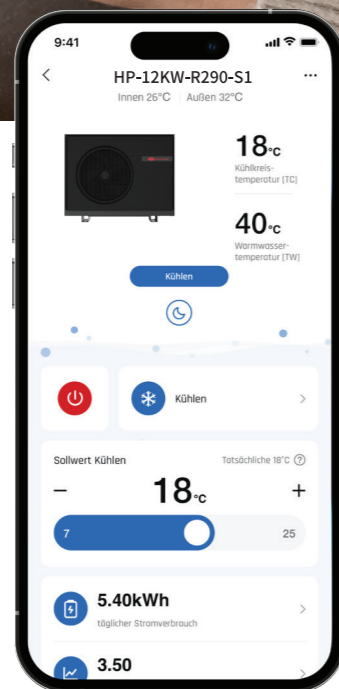 9:41
HP-12KW-R290-S1
Innen 26°C | Außen 32°C
18°C
Kühlkreis-
temperatur [TC]
40°C
Warmwasser-
temperatur [TW]
Kühlen
Kühlen
Sollwert Kühlen
Tatsächliche 18°C ?
− 18°C +
7 25
5.40kWh
täglicher Stromverbrauch
3.50